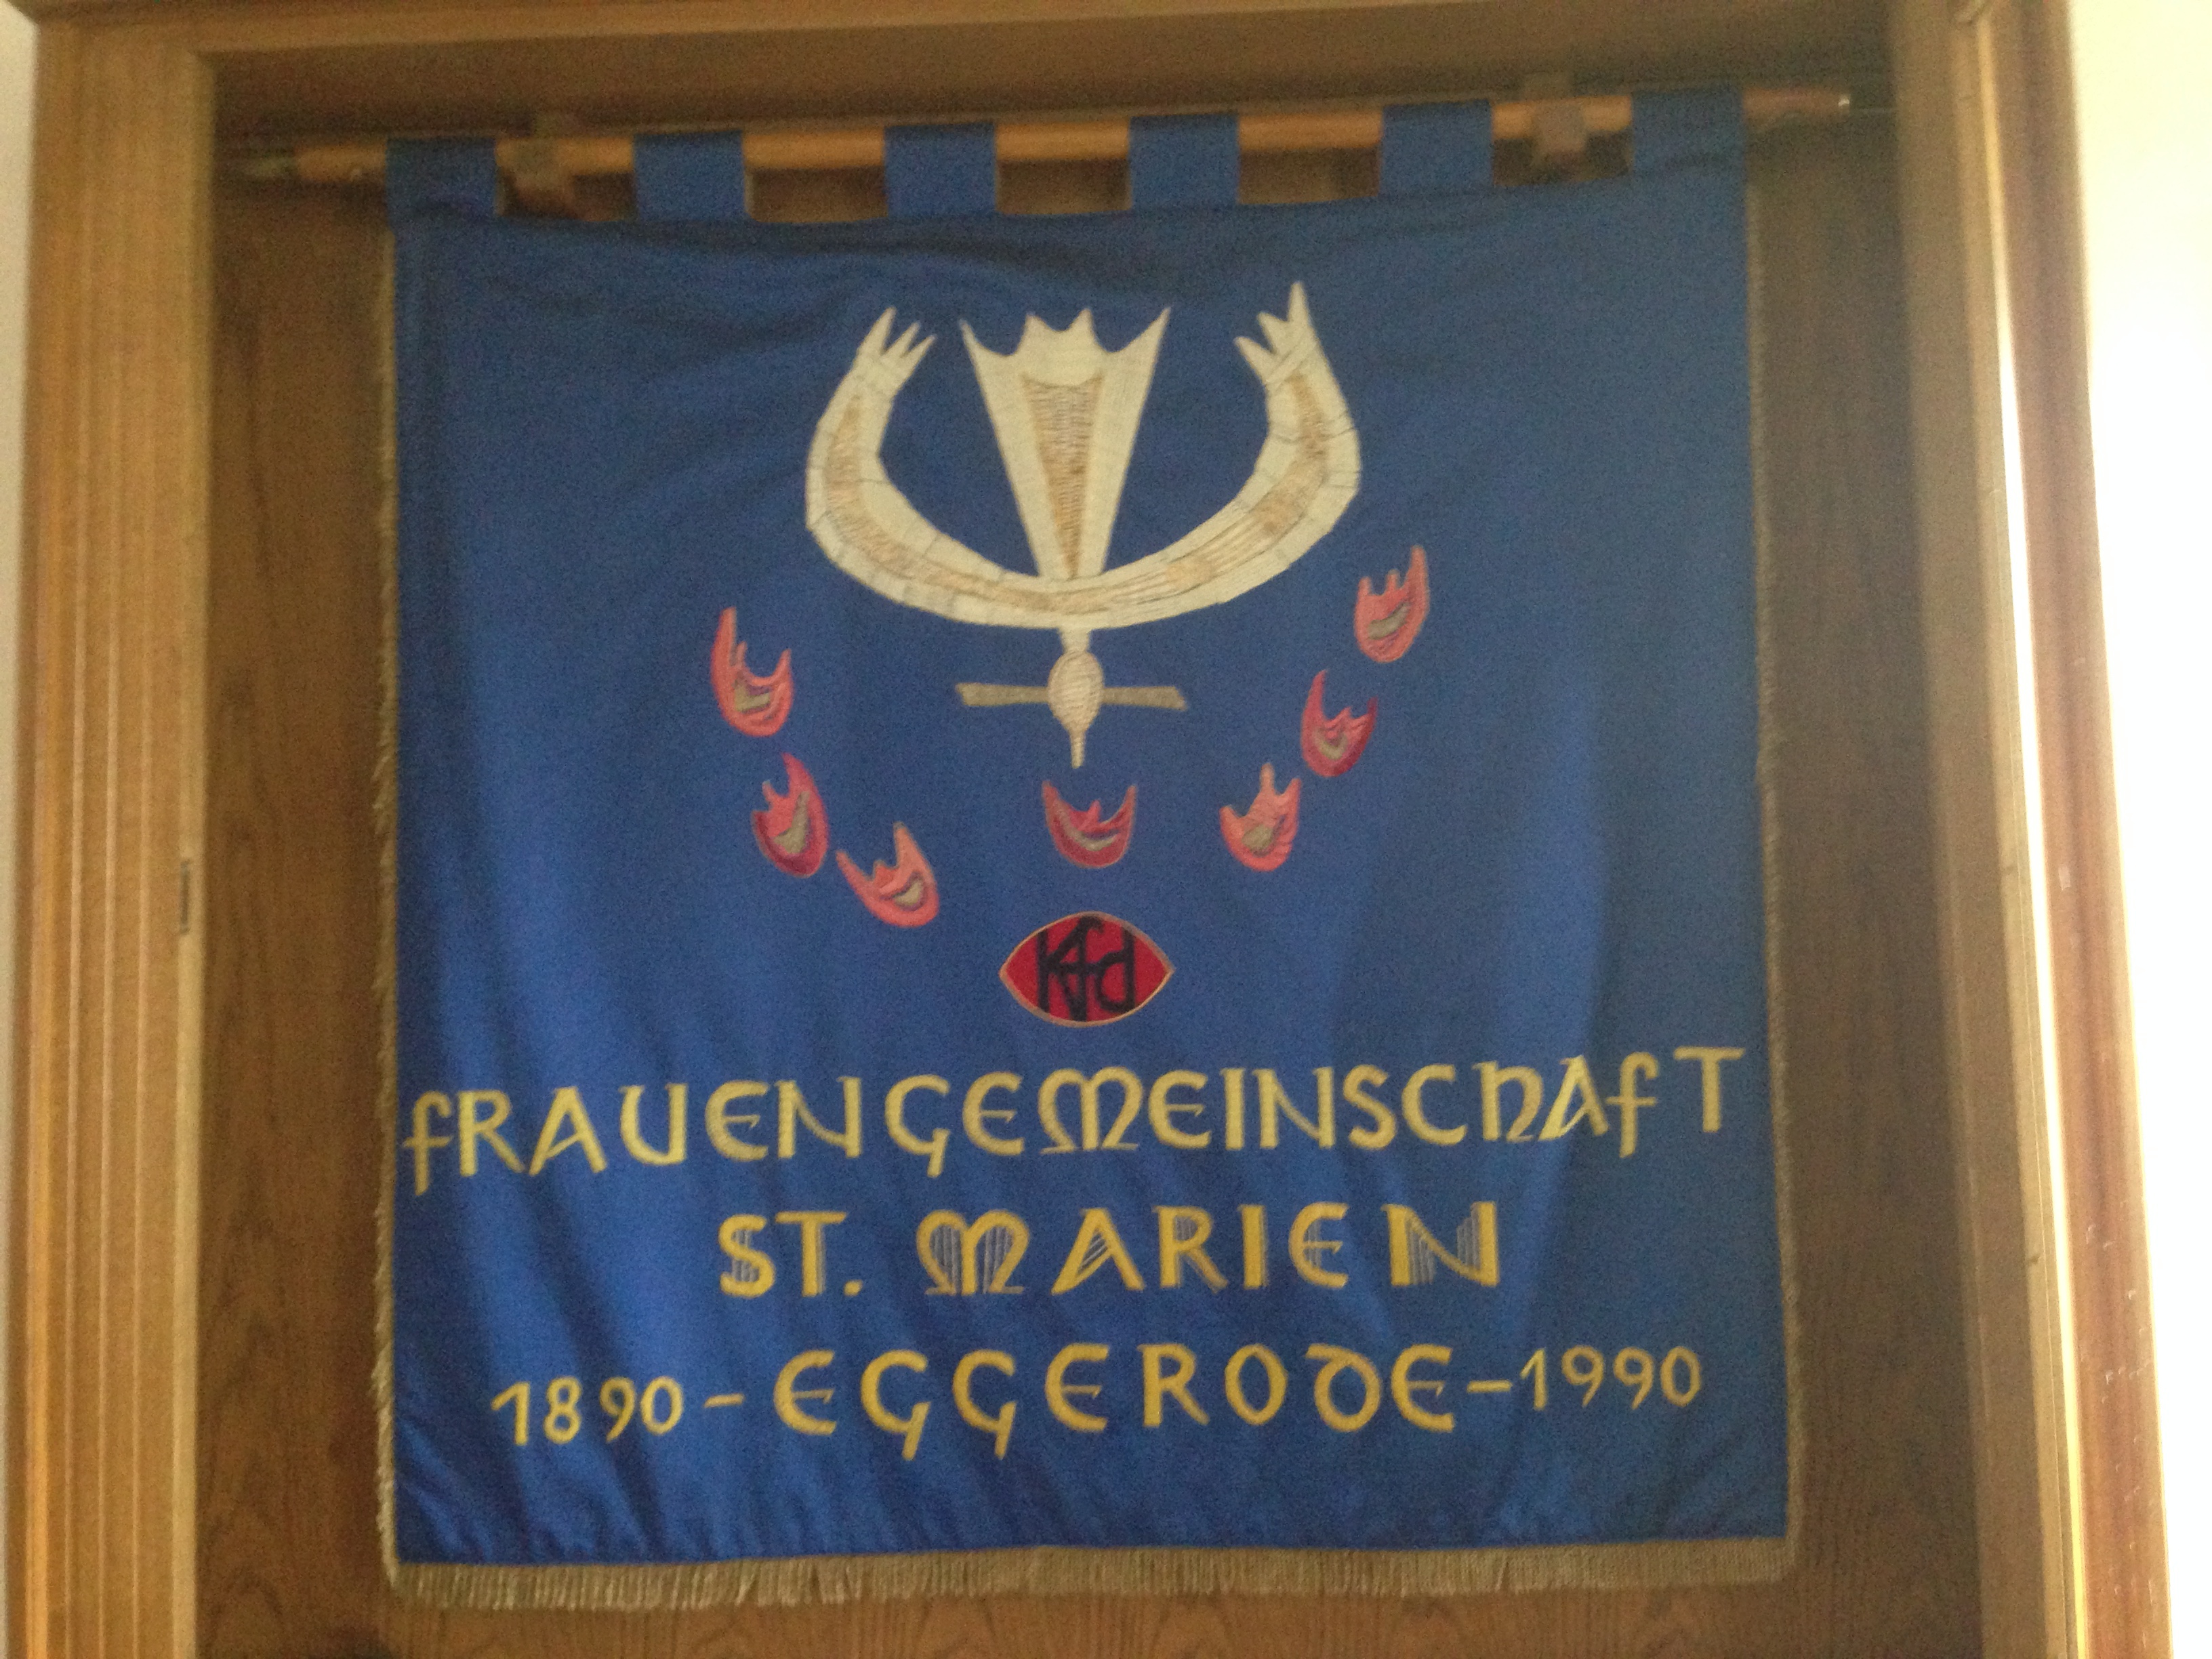 Kfd
FRAUENGEMEINSCHAFT
ST. MARIEN
1890 - EGGERODE - 1990